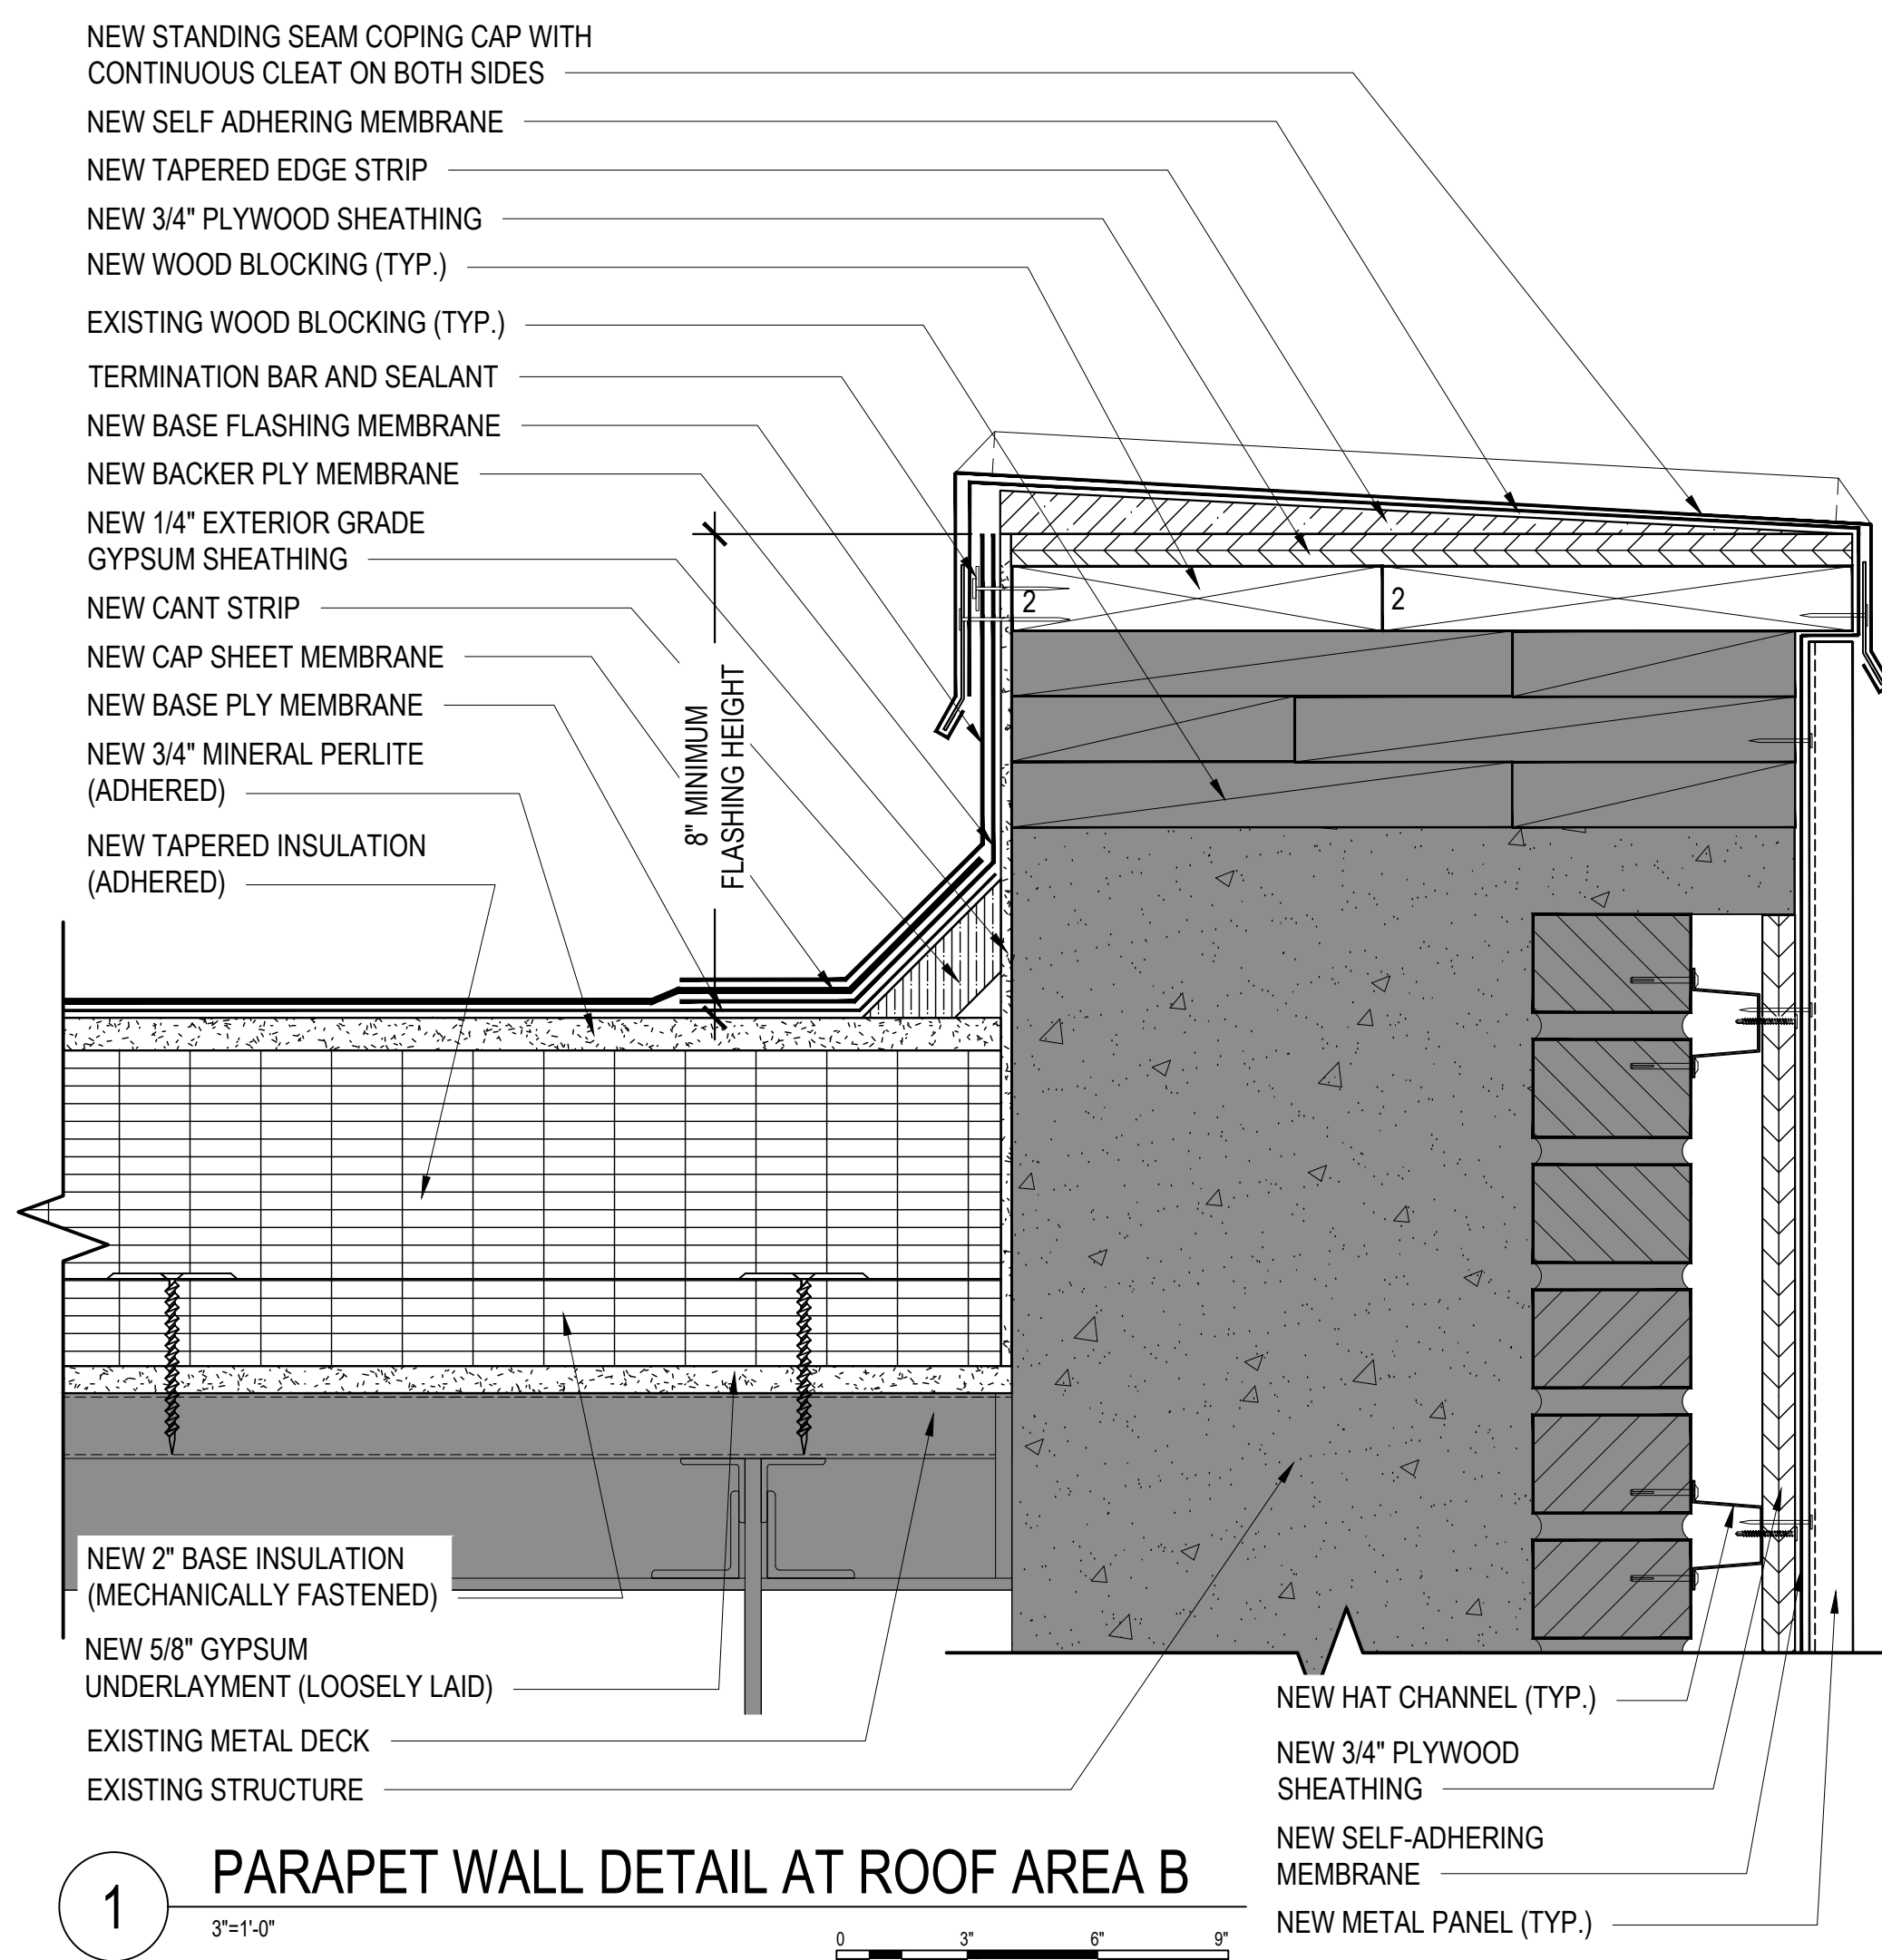 NEW STANDING SEAM COPING CAP WITH
CONTINUOUS CLEAT ON BOTH SIDES
NEW SELF ADHERING MEMBRANE
NEW TAPERED EDGE STRIP
NEW 3/4" PLYWOOD SHEATHING
NEW WOOD BLOCKING (TYP.)
EXISTING WOOD BLOCKING (TYP.)
TERMINATION BAR AND SEALANT
NEW BASE FLASHING MEMBRANE
NEW BACKER PLY MEMBRANE
NEW 1/4" EXTERIOR GRADE
GYPSUM SHEATHING
NEW CANT STRIP
NEW CAP SHEET MEMBRANE
NEW BASE PLY MEMBRANE
NEW 3/4" MINERAL PERLITE
(ADHERED)
NEW TAPERED INSULATION
(ADHERED)
8" MINIMUM
FLASHING HEIGHT
2
2
NEW 2" BASE INSULATION
(MECHANICALLY FASTENED)
NEW 5/8" GYPSUM
UNDERLAYMENT (LOOSELY LAID)
EXISTING METAL DECK
EXISTING STRUCTURE
NEW HAT CHANNEL (TYP.)
NEW 3/4" PLYWOOD
SHEATHING
NEW SELF-ADHERING
MEMBRANE
NEW METAL PANEL (TYP.)
1
PARAPET WALL DETAIL AT ROOF AREA B
3"=1'-0"
0 3" 6" 9"